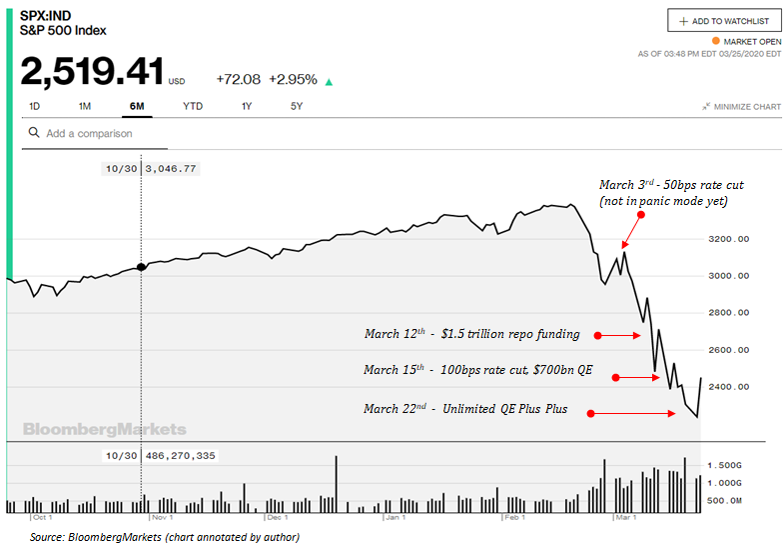 SPX:IND
S&P 500 Index
+ ADD TO WATCHLIST
MARKET OPEN
2,519.41 USD +72.08 +2.95%
AS OF 03:48 PM EDT 03/25/2020 EDT
1D 1M 6M YTD 1Y 5Y
MINIMIZE CHART
Add a comparison
10/30 3,046.77
March 3rd - 50bps rate cut
(not in panic mode yet)
3200.00
3000.00
March 12th - $1.5 trillion repo funding
2800.00
2600.00
March 15th - 100bps rate cut, $700bn QE
2400.00
March 22nd - Unlimited QE Plus Plus
BloombergMarkets
10/30 486,270,335
1.500G
1.000G
500.0M
Oct 1 Nov 1 Dec 1 Jan 1 Feb 1 Mar 1
Source: BloombergMarkets (chart annotated by author)